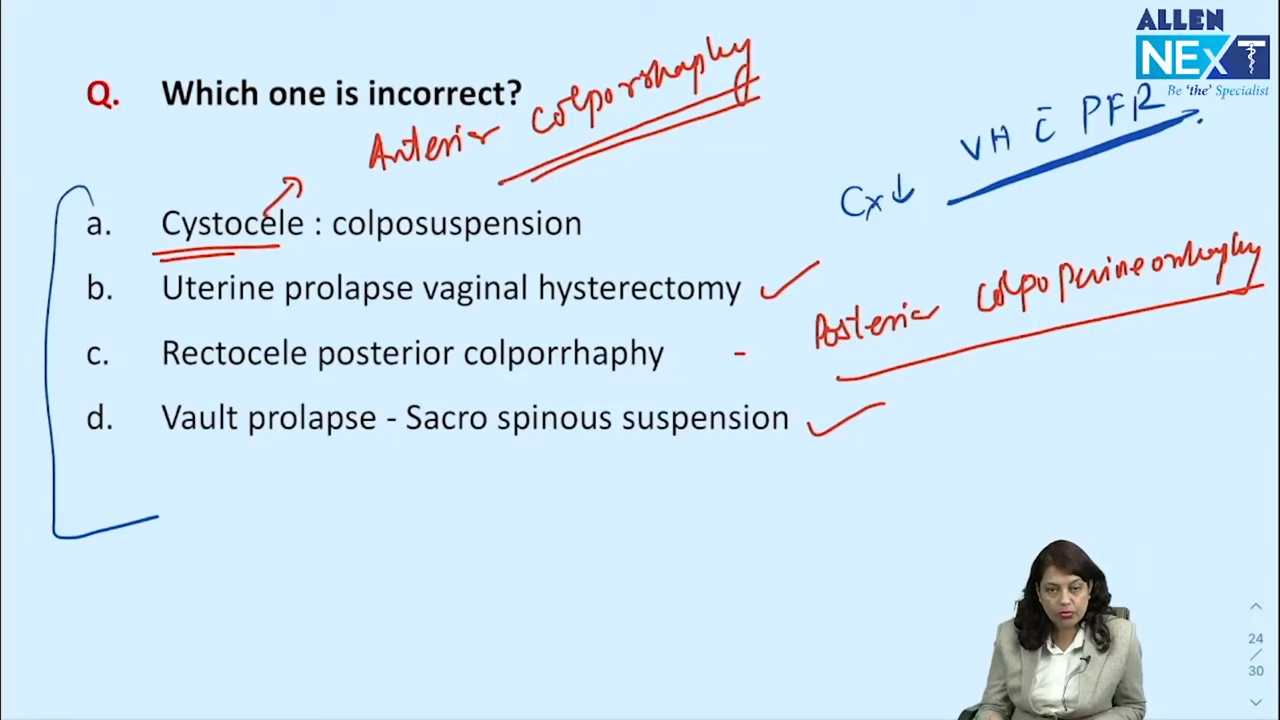 ALLEN
NEXT
Be 'the' Specialist
Q. Which one is incorrect?
Anterior colporrhaphy
VH c̄ PFR
Cx↓
a. Cystocele : colposuspension
b. Uterine prolapse vaginal hysterectomy ✓
c. Rectocele posterior colporrhaphy -
Posterior colpoperineorrhaphy
d. Vault prolapse - Sacro spinous suspension ✓
24
/
30